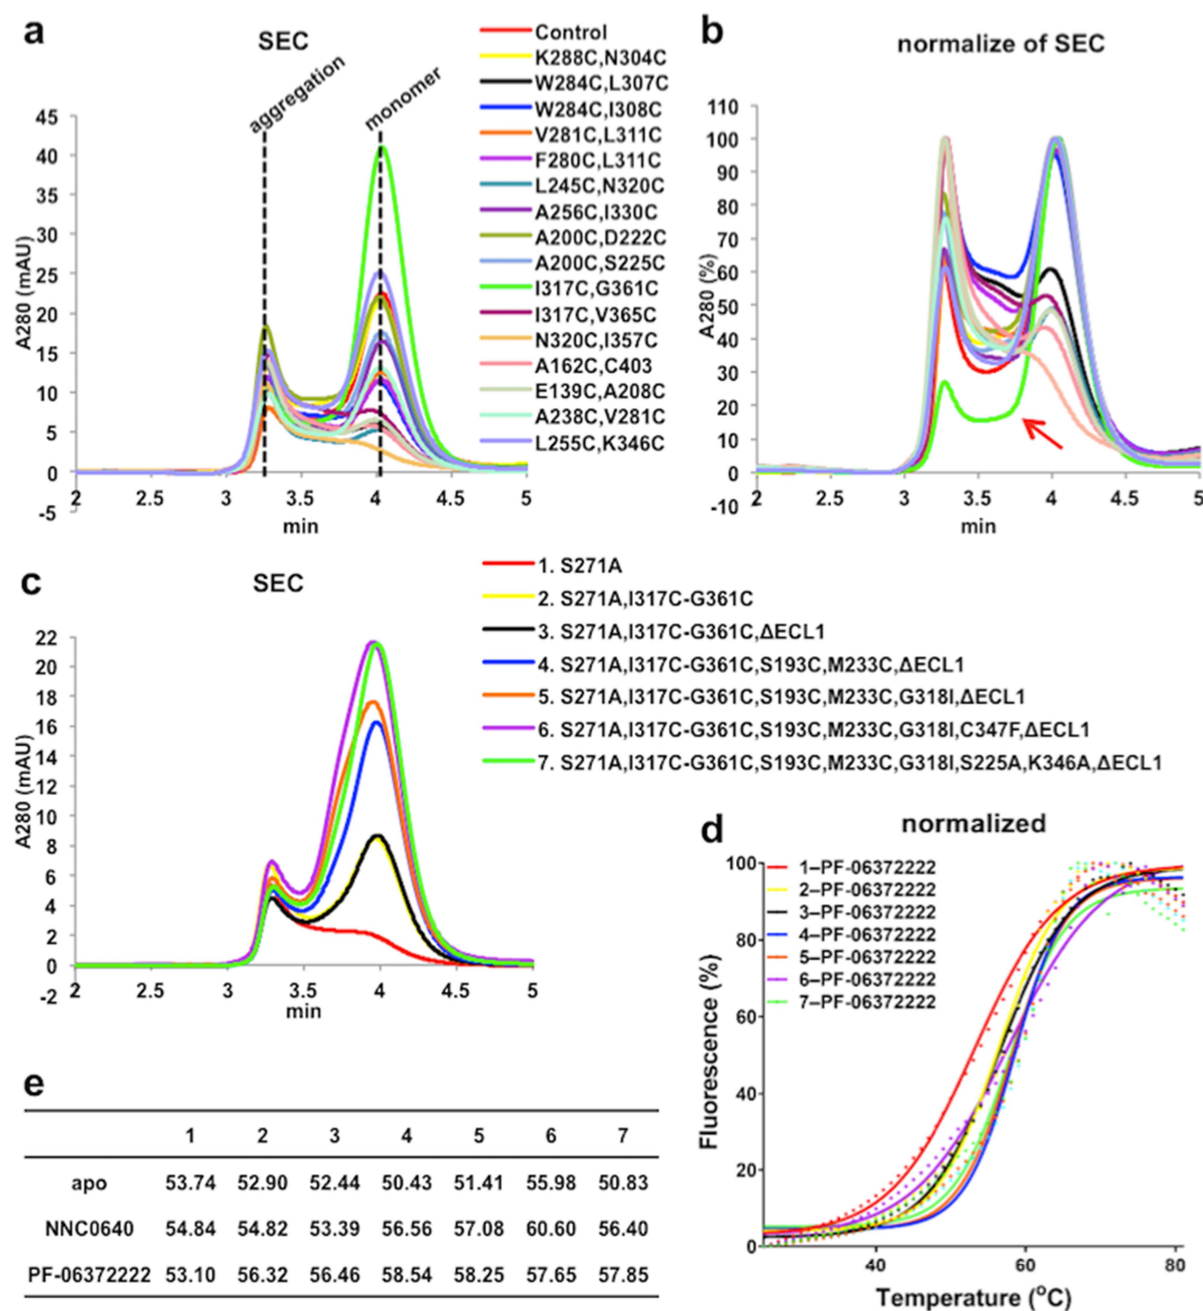 a
SEC
aggregation
monomer
45
40
35
30
25
20
15
10
5
0
-5
A280 (mAU)
2 2.5 3 3.5 4 4.5 5
min
Control
K288C,N304C
W284C,L307C
W284C,I308C
V281C,L311C
F280C,L311C
L245C,N320C
A256C,I330C
A200C,D222C
A200C,S225C
I317C,G361C
I317C,V365C
N320C,I357C
A162C,C403
E139C,A208C
A238C,V281C
L255C,K346C
b
normalize of SEC
110
100
90
80
70
60
50
40
30
20
10
0
-10
A280 (%)
2 2.5 3 3.5 4 4.5 5
min
c
SEC
22
20
18
16
14
12
10
8
6
4
2
0
-2
A280 (mAU)
2 2.5 3 3.5 4 4.5 5
min
1. S271A
2. S271A,I317C-G361C
3. S271A,I317C-G361C,ΔECL1
4. S271A,I317C-G361C,S193C,M233C,ΔECL1
5. S271A,I317C-G361C,S193C,M233C,G318I,ΔECL1
6. S271A,I317C-G361C,S193C,M233C,G318I,C347F,ΔECL1
7. S271A,I317C-G361C,S193C,M233C,G318I,S225A,K346A,ΔECL1
d
normalized
100
80
60
40
20
0
Fluorescence (%)
1–PF-06372222
2–PF-06372222
3–PF-06372222
4–PF-06372222
5–PF-06372222
6–PF-06372222
7–PF-06372222
40 60 80
Temperature (°C)
e
1 2 3 4 5 6 7
apo 53.74 52.90 52.44 50.43 51.41 55.98 50.83
NNC0640 54.84 54.82 53.39 56.56 57.08 60.60 56.40
PF-06372222 53.10 56.32 56.46 58.54 58.25 57.65 57.85